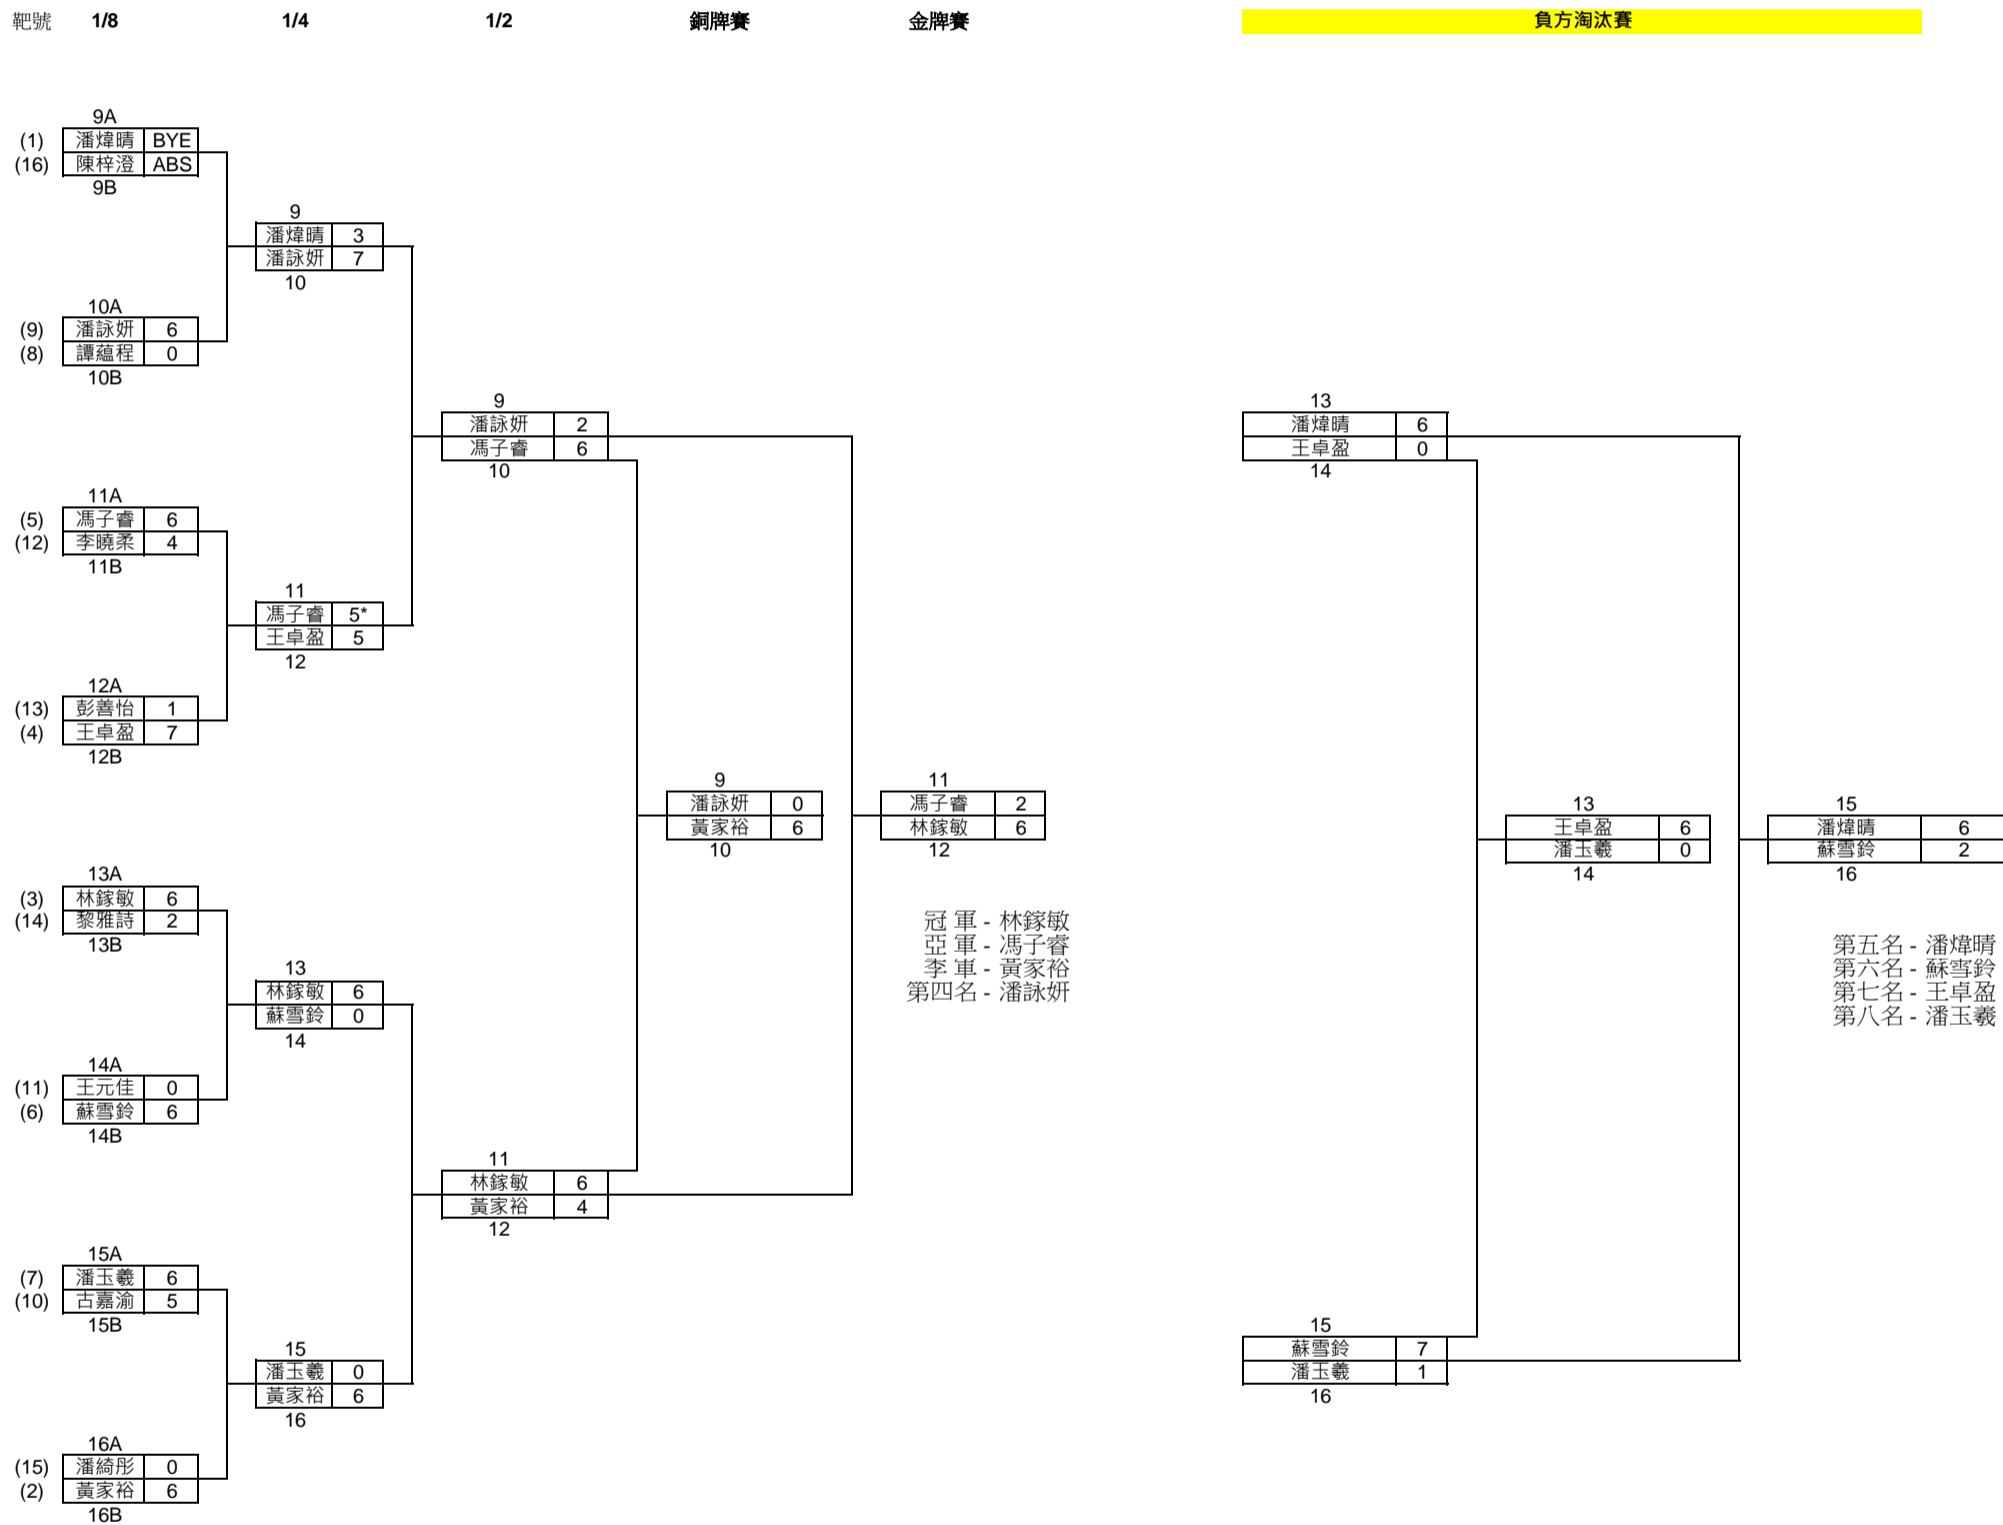 靶號 1/8 1/4 1/2 銅牌賽 金牌賽 負方淘汰賽
9A
(1) 潘煒晴 BYE
(16) 陳梓澄 ABS
9B
9
潘煒晴 3
潘詠妍 7
10
10A
(9) 潘詠妍 6
(8) 譚蘊程 0
10B
9
潘詠妍 2
馮子睿 6
10
11A
(5) 馮子睿 6
(12) 李曉柔 4
11B
11
馮子睿 5*
王卓盈 5
12
12A
(13) 彭善怡 1
(4) 王卓盈 7
12B
9
潘詠妍 0
黃家裕 6
10
11
馮子睿 2
林鎵敏 6
12
13A
(3) 林鎵敏 6
(14) 黎雅詩 2
13B
冠 軍 - 林鎵敏
亞 軍 - 馮子睿
季 軍 - 黃家裕
第四名 - 潘詠妍
13
林鎵敏 6
蘇雪鈴 0
14
14A
(11) 王元佳 0
(6) 蘇雪鈴 6
14B
11
林鎵敏 6
黃家裕 4
12
15A
(7) 潘玉羲 6
(10) 古嘉渝 5
15B
15
潘玉羲 0
黃家裕 6
16
16A
(15) 潘綺彤 0
(2) 黃家裕 6
16B
13
潘煒晴 6
王卓盈 0
14
13
王卓盈 6
潘玉羲 0
14
15
潘煒晴 6
蘇雪鈴 2
16
第五名 - 潘煒晴
第六名 - 蘇雪鈴
第七名 - 王卓盈
第八名 - 潘玉羲
15
蘇雪鈴 7
潘玉羲 1
16